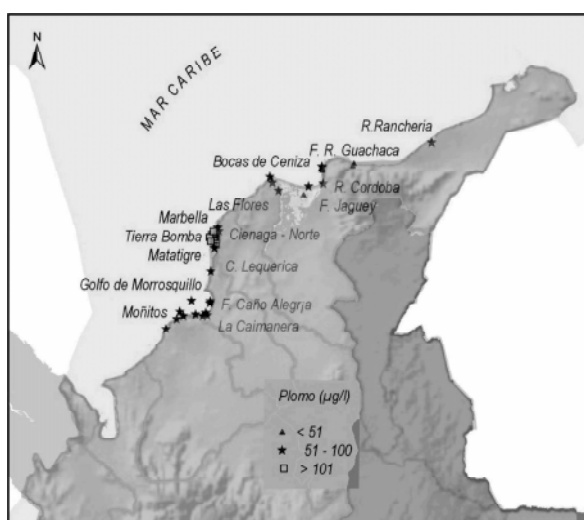 N
MAR CARIBE
R.Rancheria
F. R. Guachaca
Bocas de Ceniza
R. Cordoba
Las Flores
F. Jaguey
Marbella
Tierra Bomba
Cienaga - Norte
Matatigre
C. Lequerica
Golfo de Morrosquillo
F. Caño Alegria
Moñitos
La Caimanera
Plomo (µg/l)
< 51
51 - 100
> 101